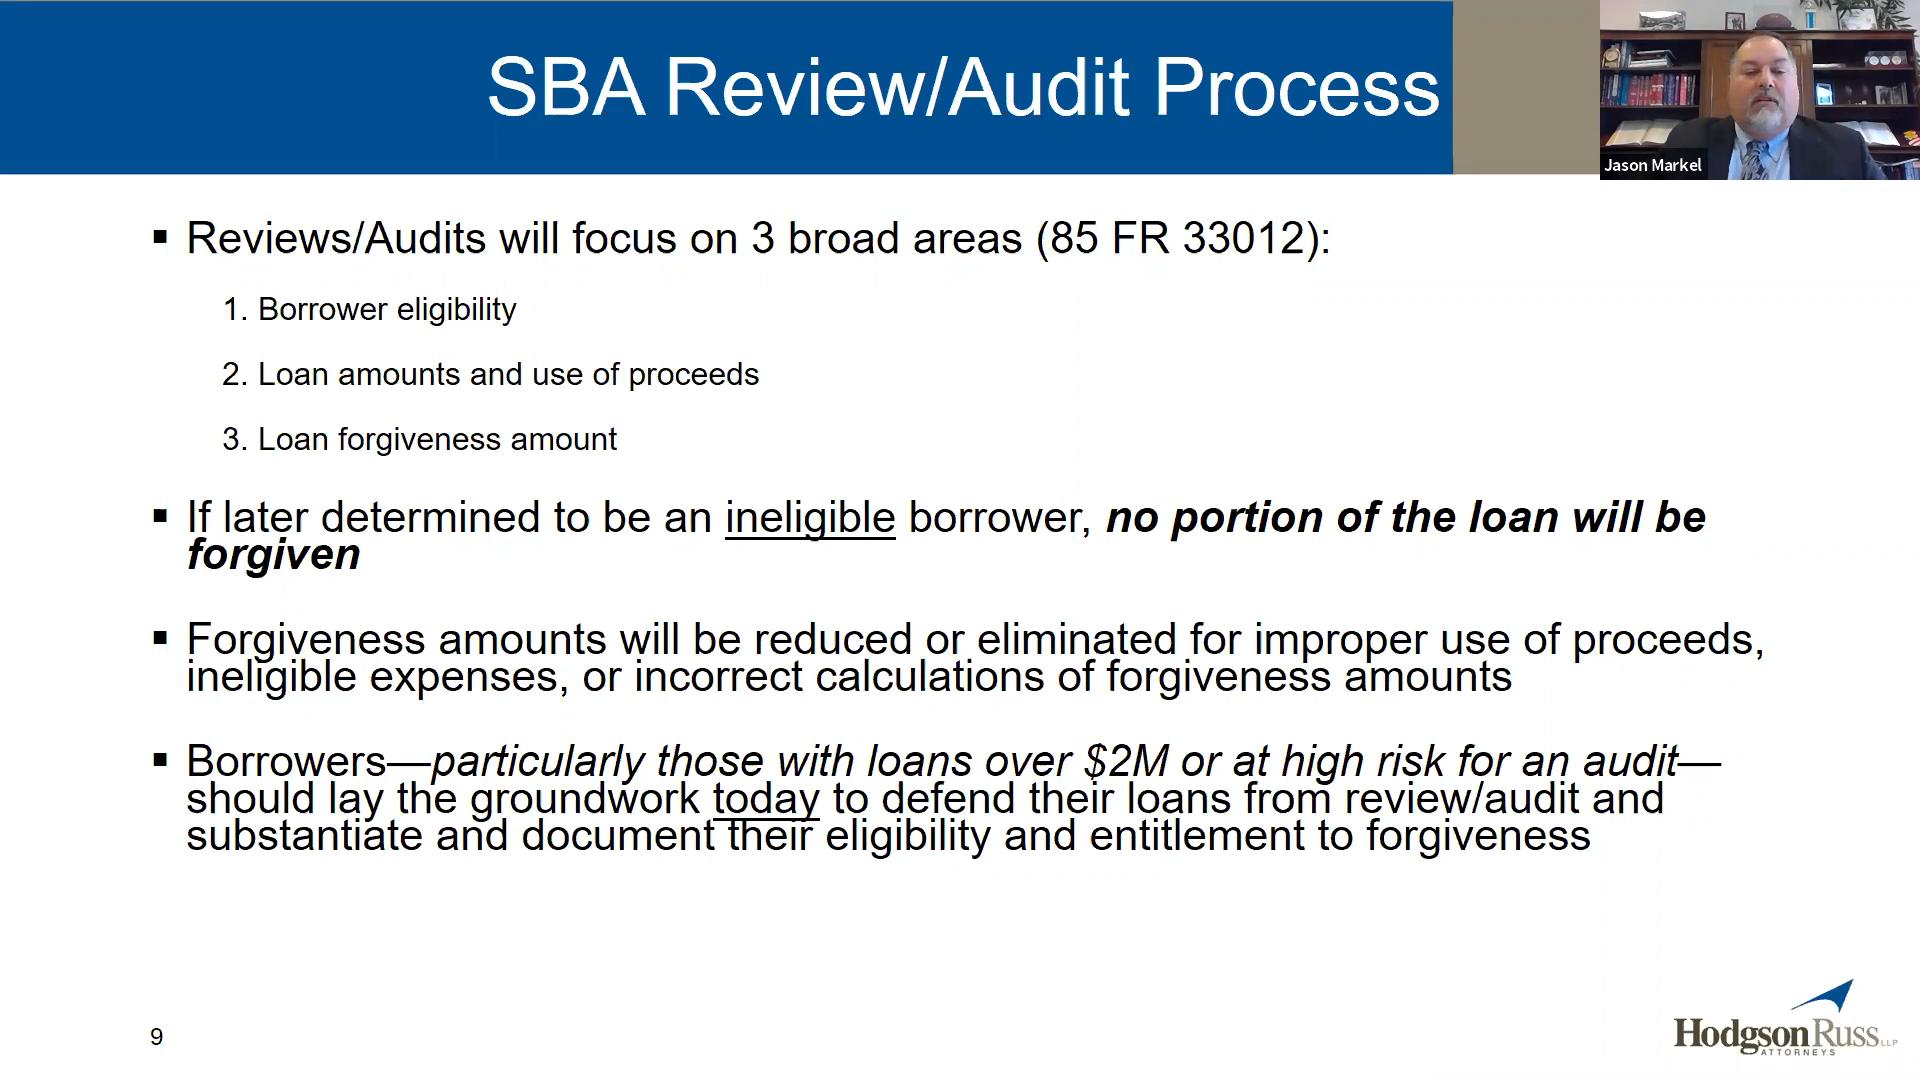 SBA Review/Audit Process
Jason Markel
▪ Reviews/Audits will focus on 3 broad areas (85 FR 33012):
1. Borrower eligibility
2. Loan amounts and use of proceeds
3. Loan forgiveness amount
▪ If later determined to be an ineligible borrower, no portion of the loan will be
forgiven
▪ Forgiveness amounts will be reduced or eliminated for improper use of proceeds,
ineligible expenses, or incorrect calculations of forgiveness amounts
▪ Borrowers—particularly those with loans over $2M or at high risk for an audit—
should lay the groundwork today to defend their loans from review/audit and
substantiate and document their eligibility and entitlement to forgiveness
9
HodgsonRuss LLP
ATTORNEYS